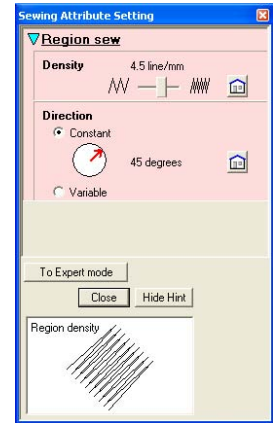 Sewing Attribute Setting
Region sew
Density 4.5 line/mm
Direction
Constant
45 degrees
Variable
To Expert mode
Close Hide Hint
Region density